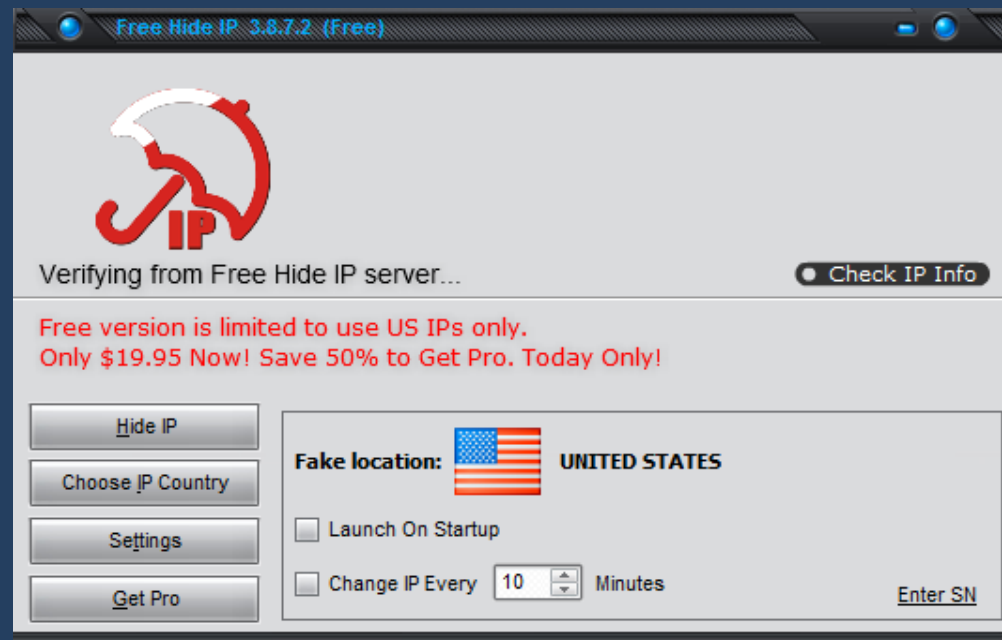 Free Hide IP 3.8.7.2 (Free)
IP
Verifying from Free Hide IP server...
Check IP Info
Free version is limited to use US IPs only.
Only $19.95 Now! Save 50% to Get Pro. Today Only!
Hide IP
Choose IP Country
Settings
Get Pro
Fake location: UNITED STATES
Launch On Startup
Change IP Every 10 Minutes
Enter SN